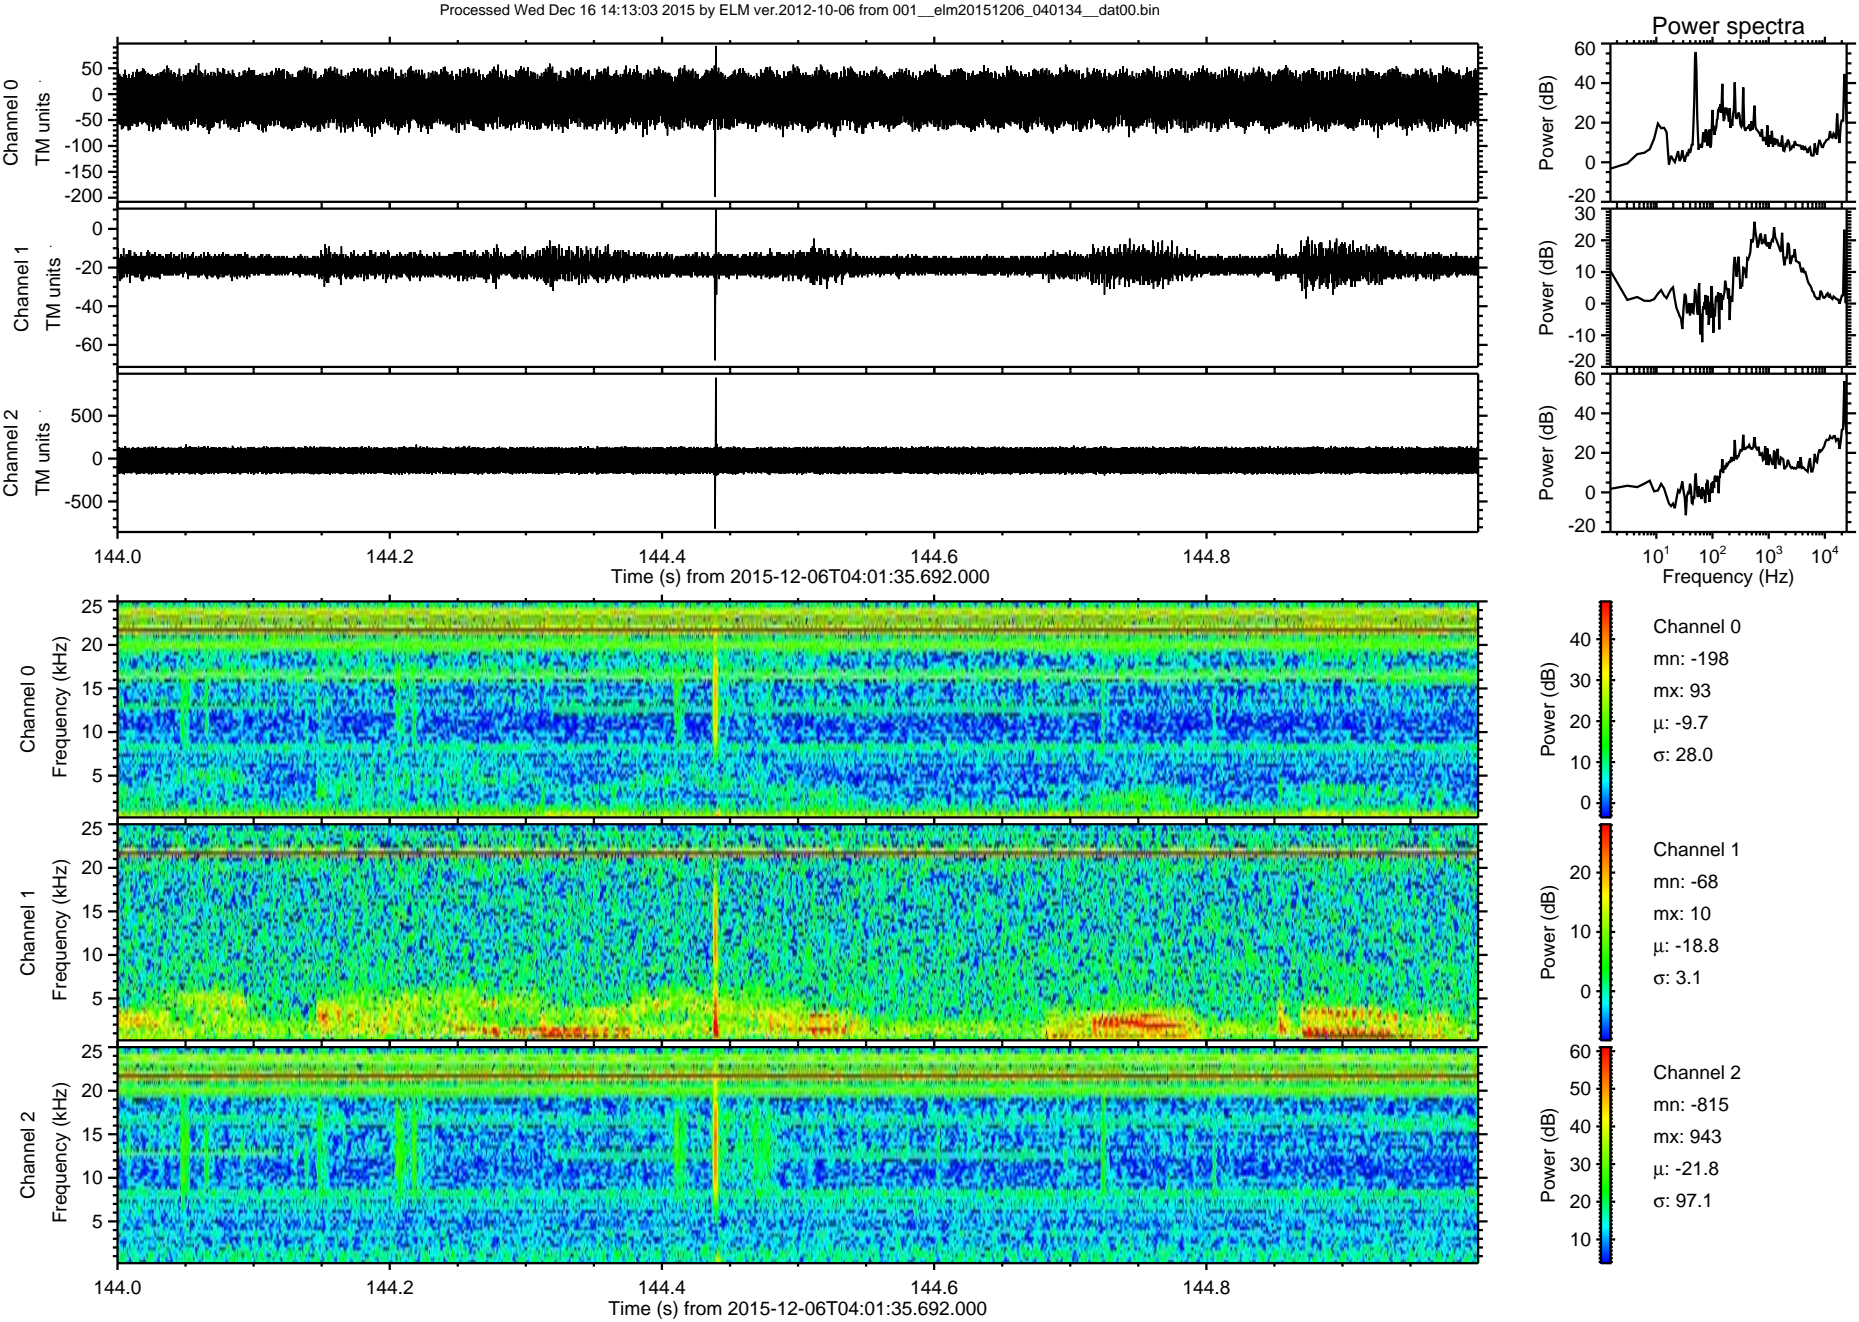 Processed Wed Dec 16 14:13:03 2015 by ELM ver.2012-10-06 from 001__elm20151206_040134__dat00.bin
Power spectra
Channel 0
TM units
50
0
-50
-100
-150
-200
Power (dB)
60
40
20
0
-20
Channel 1
TM units
0
-20
-40
-60
Power (dB)
30
20
10
0
-10
-20
Channel 2
TM units
500
0
-500
Power (dB)
60
40
20
0
-20
144.0 144.2 144.4 144.6 144.8
Time (s) from 2015-12-06T04:01:35.692.000
10¹ 10² 10³ 10⁴
Frequency (Hz)
Channel 0
Frequency (kHz)
25
20
15
10
5
Power (dB)
40
30
20
10
0
Channel 0
mn: -198
mx: 93
μ: -9.7
σ: 28.0
Channel 1
Frequency (kHz)
25
20
15
10
5
Power (dB)
20
10
0
Channel 1
mn: -68
mx: 10
μ: -18.8
σ: 3.1
Channel 2
Frequency (kHz)
25
20
15
10
5
Power (dB)
60
50
40
30
20
10
Channel 2
mn: -815
mx: 943
μ: -21.8
σ: 97.1
144.0 144.2 144.4 144.6 144.8
Time (s) from 2015-12-06T04:01:35.692.000